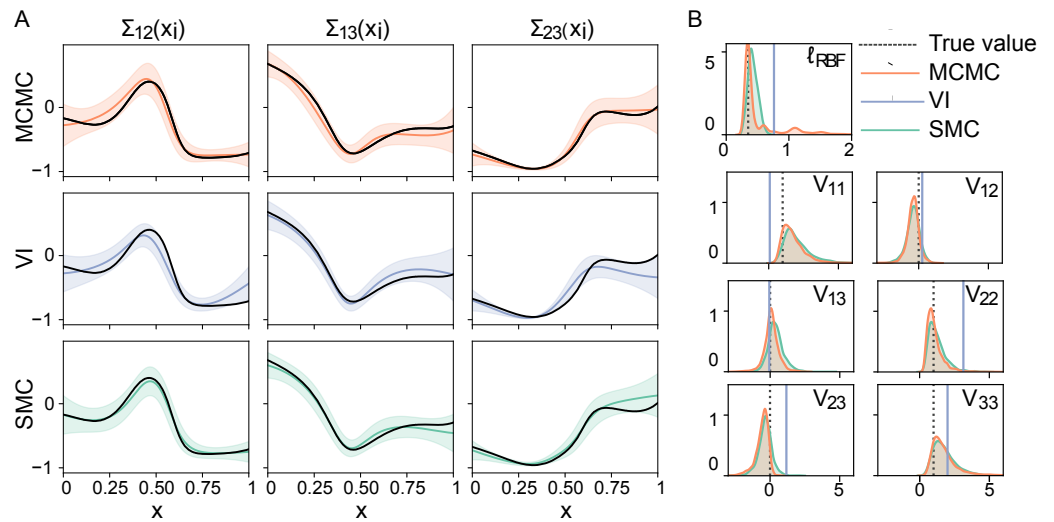 A
Σ12(xi)
Σ13(xi)
Σ23(xi)
MCMC
0
−1
VI
0
−1
SMC
0
−1
0 0.25 0.50 0.75 1
0 0.25 0.50 0.75 1
0 0.25 0.50 0.75 1
x
x
x
B
ℓRBF
5
0
0 1 2
True value
MCMC
VI
SMC
V11
1
0
V12
V13
1
0
V22
V23
1
0
0 5
V33
0 5